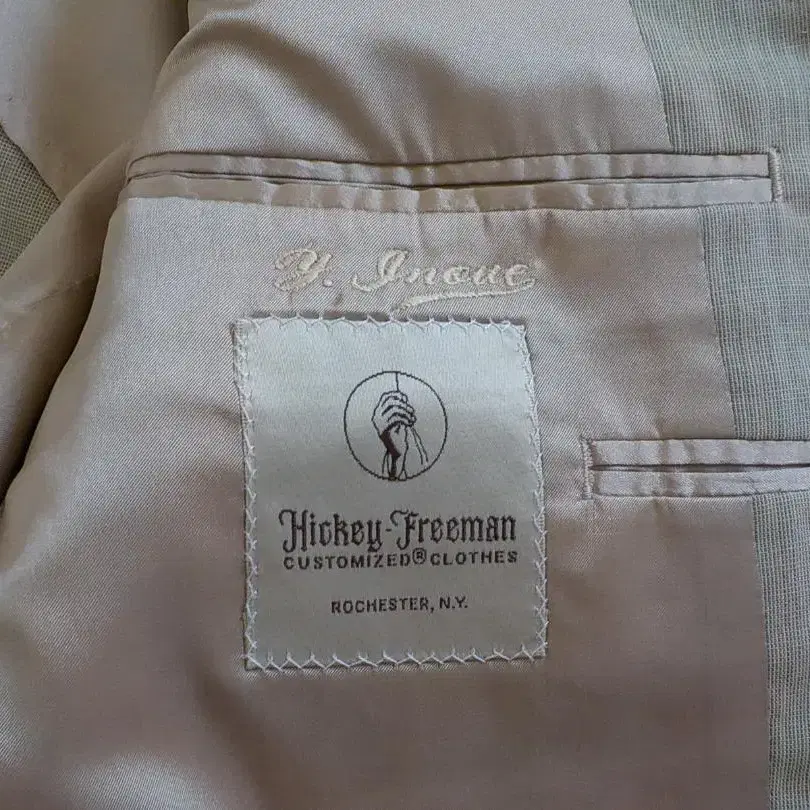 Y. Inoue
Hickey-Freeman
CUSTOMIZED® CLOTHES
ROCHESTER, N.Y.